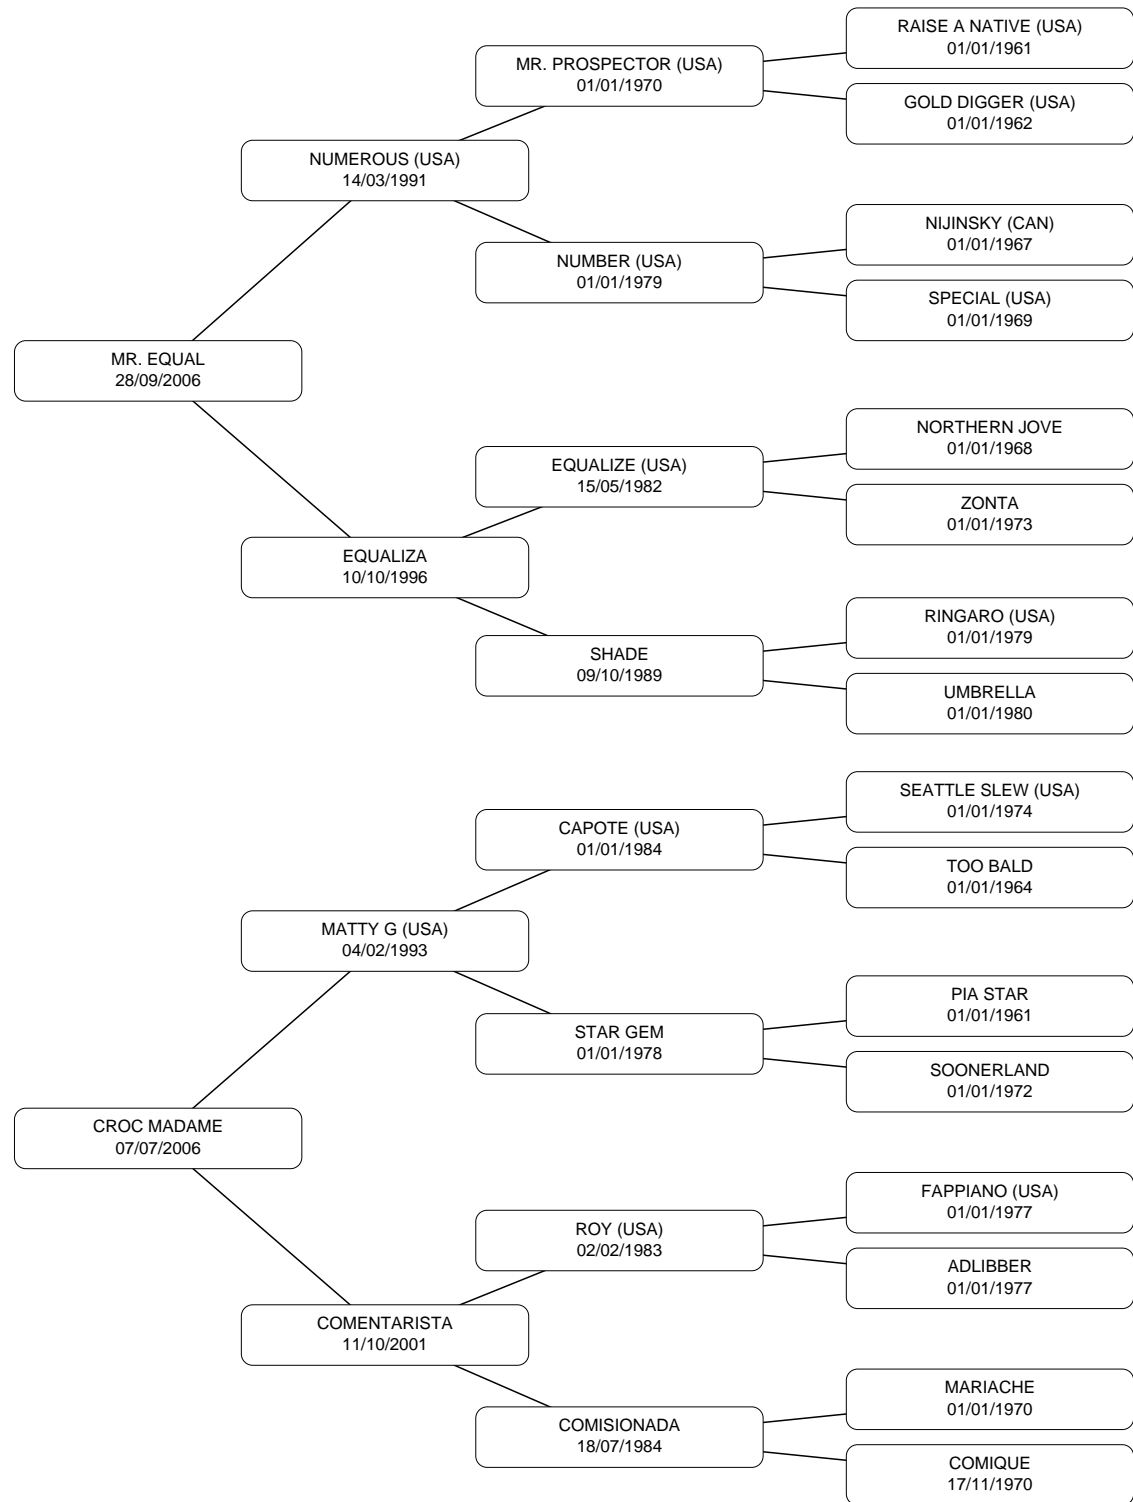 RAISE A NATIVE (USA)
01/01/1961
MR. PROSPECTOR (USA)
01/01/1970
GOLD DIGGER (USA)
01/01/1962
NUMEROUS (USA)
14/03/1991
NIJINSKY (CAN)
01/01/1967
NUMBER (USA)
01/01/1979
SPECIAL (USA)
01/01/1969
MR. EQUAL
28/09/2006
NORTHERN JOVE
01/01/1968
EQUALIZE (USA)
15/05/1982
ZONTA
01/01/1973
EQUALIZA
10/10/1996
RINGARO (USA)
01/01/1979
SHADE
09/10/1989
UMBRELLA
01/01/1980
SEATTLE SLEW (USA)
01/01/1974
CAPOTE (USA)
01/01/1984
TOO BALD
01/01/1964
MATTY G (USA)
04/02/1993
PIA STAR
01/01/1961
STAR GEM
01/01/1978
SOONERLAND
01/01/1972
CROC MADAME
07/07/2006
FAPPIANO (USA)
01/01/1977
ROY (USA)
02/02/1983
ADLIBBER
01/01/1977
COMENTARISTA
11/10/2001
MARIACHE
01/01/1970
COMISIONADA
18/07/1984
COMIQUE
17/11/1970